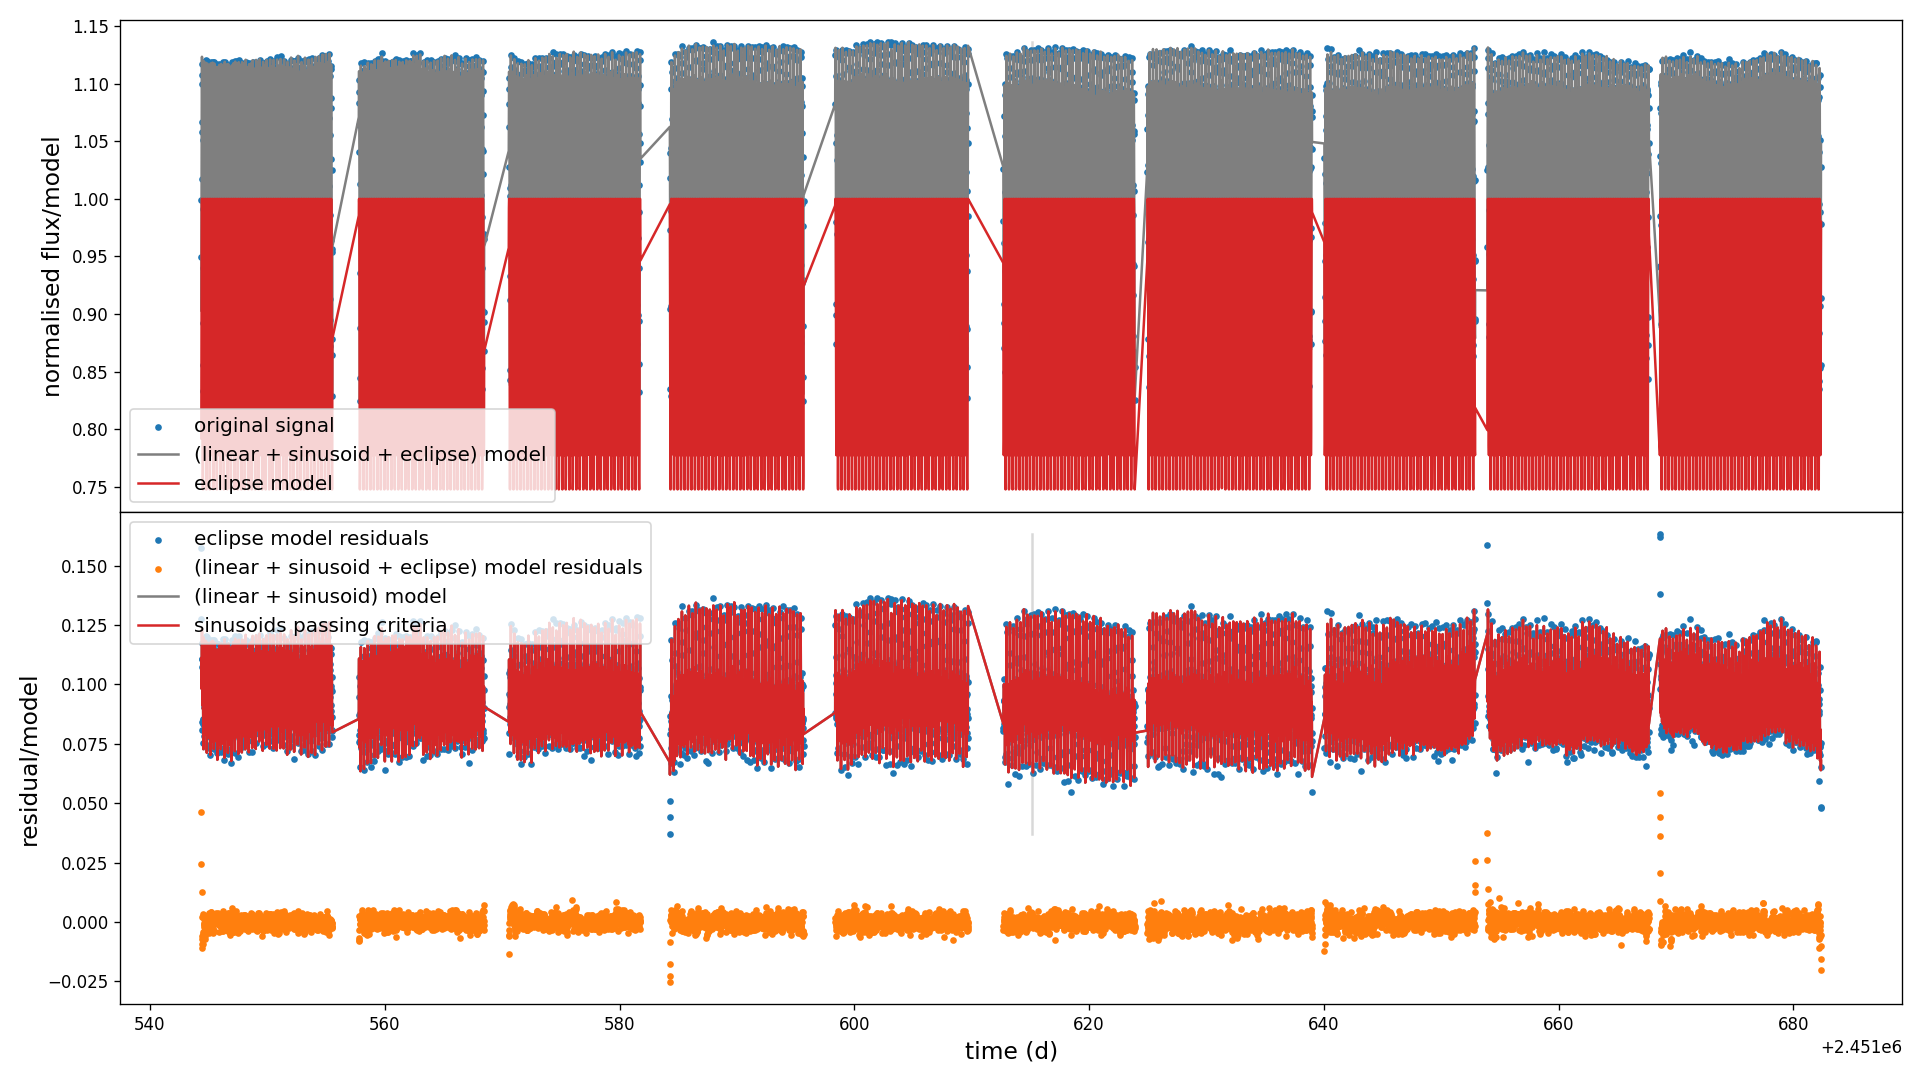 1.15
1.10
1.05
1.00
0.95
0.90
0.85
0.80
0.75
normalised flux/model
original signal
(linear + sinusoid + eclipse) model
eclipse model
eclipse model residuals
(linear + sinusoid + eclipse) model residuals
(linear + sinusoid) model
sinusoids passing criteria
0.150
0.125
0.100
0.075
0.050
0.025
0.000
−0.025
residual/model
540 560 580 600 620 640 660 680
time (d)
+2.451e6